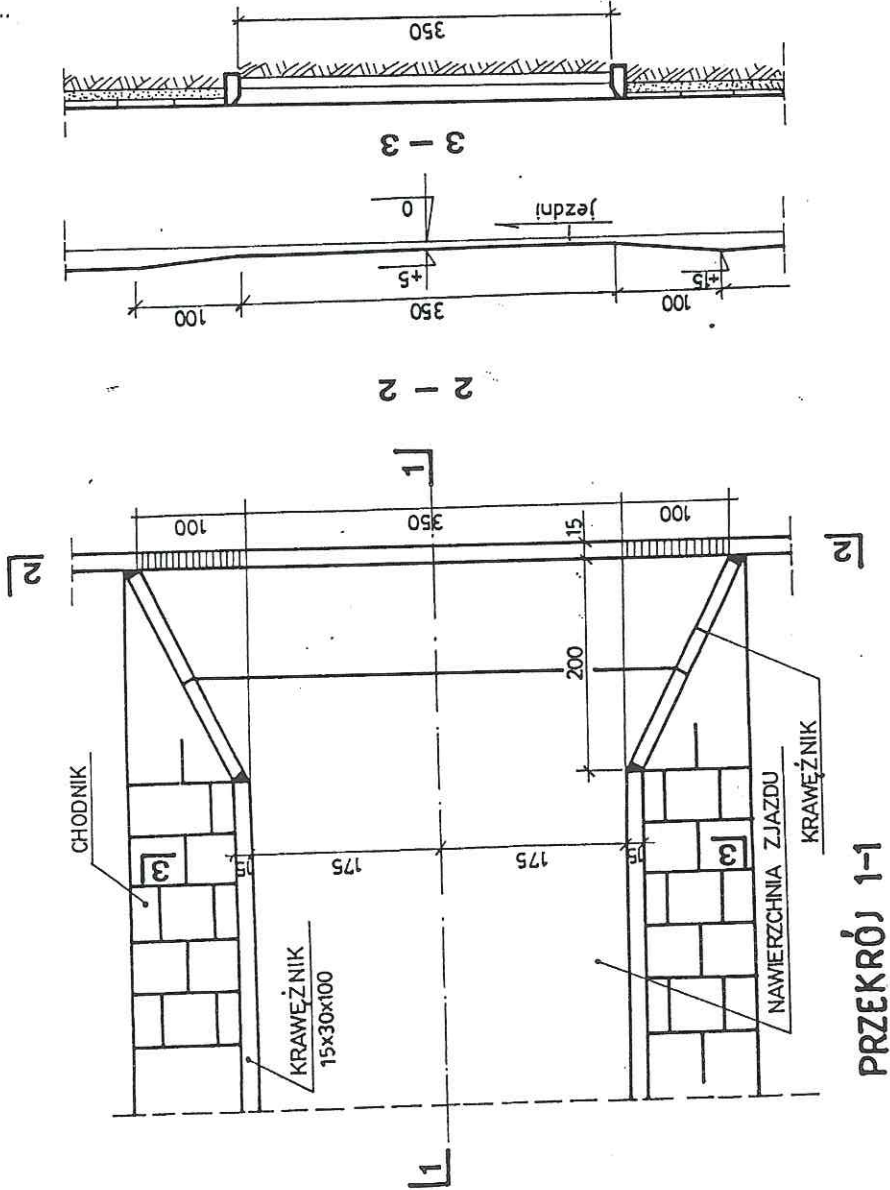 350
3 – 3
0
jezdni
+5
+15
100
350
100
2 – 2
1
2
2
100
350
15
100
200
CHODNIK
3
15
175
175
15
3
KRAWĘŻNIK
15x30x100
NAWIERZCHNIA ZJAZDU
KRAWĘŻNIK
1
PRZEKRÓJ 1-1